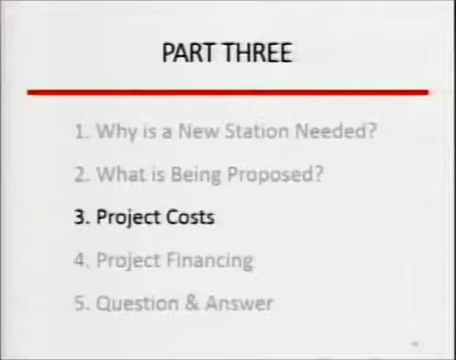 PART THREE
1. Why is a New Station Needed?
2. What is Being Proposed?
3. Project Costs
4. Project Financing
5. Question & Answer